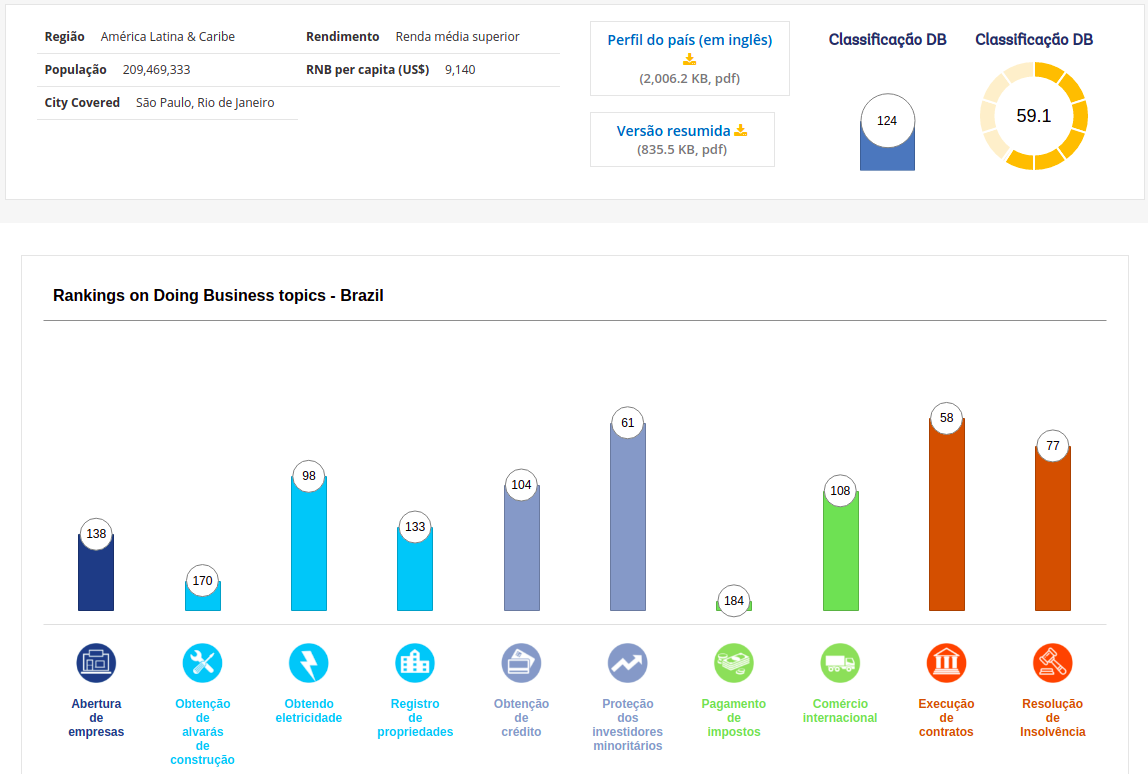 Região América Latina & Caribe
Rendimento Renda média superior
População 209,469,333
RNB per capita (US$) 9,140
City Covered São Paulo, Rio de Janeiro
Perfil do país (em inglês)
(2,006.2 KB, pdf)
Versão resumida
(835.5 KB, pdf)
Classificação DB
124
Classificação DB
59.1
Rankings on Doing Business topics - Brazil
138
170
98
133
104
61
184
108
58
77
Abertura
de
empresas
Obtenção
de
alvarás
de
construção
Obtendo
eletricidade
Registro
de
propriedades
Obtenção
de
crédito
Proteção
dos
investidores
minoritários
Pagamento
de
impostos
Comércio
internacional
Execução
de
contratos
Resolução
de
Insolvência